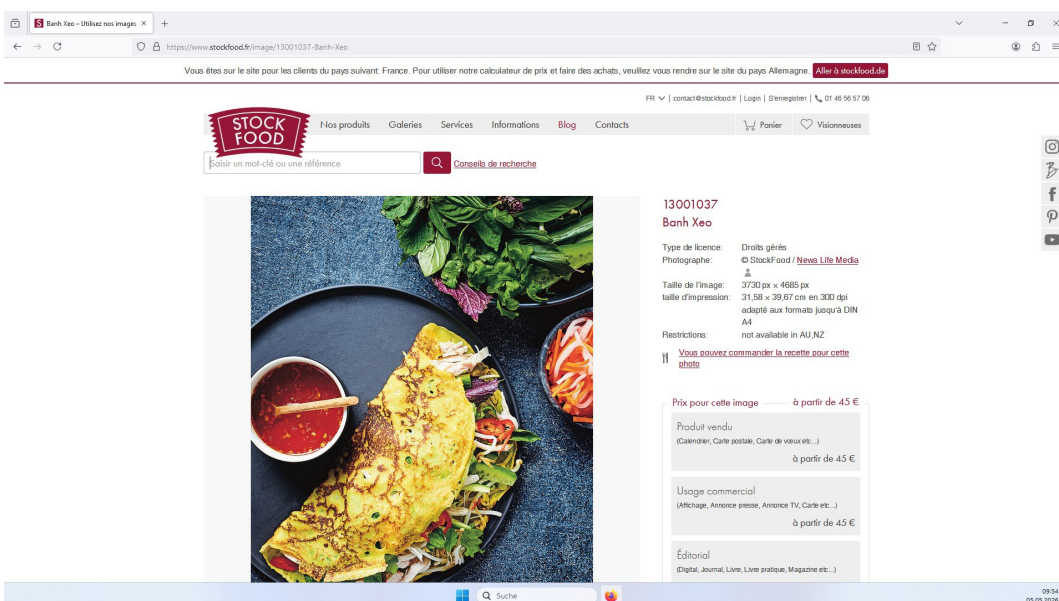 Banh Xeo – Utilisez nos images
https://www.stockfood.fr/image/13001037-Banh-Xeo
Vous êtes sur le site pour les clients du pays suivant: France. Pour utiliser notre calculateur de prix et faire des achats, veuillez vous rendre sur le site du pays Allemagne. Aller à stockfood.de
FR | contact@stockfood.fr | Login | S'enregistrer | 01 46 56 57 06
STOCK
FOOD
Nos produits Galeries Services Informations Blog Contacts Panier Visionneuses
Saisir un mot-clé ou une référence Conseils de recherche
13001037
Banh Xeo
Type de licence: Droits gérés
Photographe: © StockFood / News Life Media
Taille de l'image: 3730 px × 4685 px
taille d'impression: 31,58 × 39,67 cm en 300 dpi
adapté aux formats jusqu'à DIN
A4
Restrictions: not available in AU,NZ
Vous pouvez commander la recette pour cette
photo
Prix pour cette image à partir de 45 €
Produit vendu
(Calendrier, Carte postale, Carte de vœux etc...)
à partir de 45 €
Usage commercial
(Affichage, Annonce presse, Annonce TV, Carte etc...)
à partir de 45 €
Éditorial
(Digital, Journal, Livre, Livre pratique, Magazine etc...)
Suche
09:54
05.05.2026